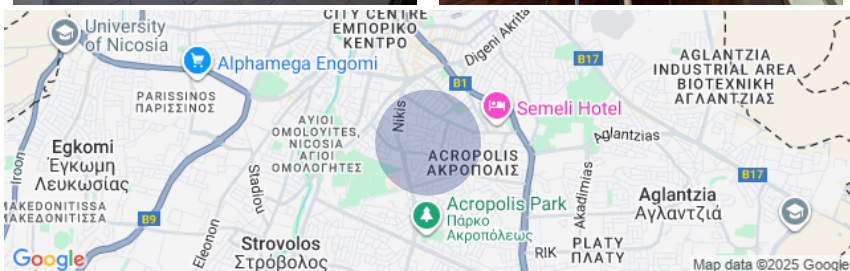 CITY CENTRE
ΕΜΠΟΡΙΚΟ
ΚΕΝΤΡΟ
University
of Nicosia
Alphamega Engomi
Digeni Akrita
B17
AGLANTZIA
INDUSTRIAL AREA
ΒΙΟΤΕΧΝΙΚΗ
ΑΓΛΑΝΤΖΙΑΣ
B1
PARISSINOS
ΠΑΡΙΣΣΙΝΟΣ
Nikis
Semeli Hotel
AYIOI
OMOLOYITES,
NICOSIA
ΑΓΙΟΙ
ΟΜΟΛΟΓΗΤΕΣ
Aglantzias
Egkomi
Έγκωμη
Λευκωσίας
Iroon
ACROPOLIS
ΑΚΡΟΠΟΛΙΣ
Stadiou
Akadimias
B17
Aglantzia
Αγλαντζιά
MAKEDONITISSA
ΜΑΚΕΔΟΝΙΤΙΣΣΑ
B9
Eleonon
Acropolis Park
Πάρκο
Ακροπόλεως
Strovolos
Στρόβολος
RIK
PLATY
ΠΛΑΤΥ
Google
Map data ©2025 Google